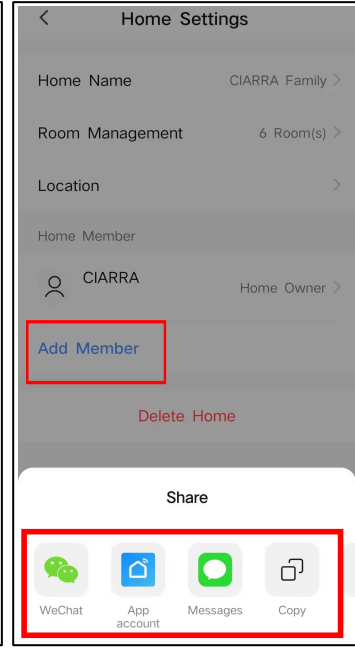 Home Settings
Home Name CIARRA Family
Room Management 6 Room(s)
Location
Home Member
CIARRA
Home Owner
Add Member
Delete Home
Share
WeChat App account Messages Copy